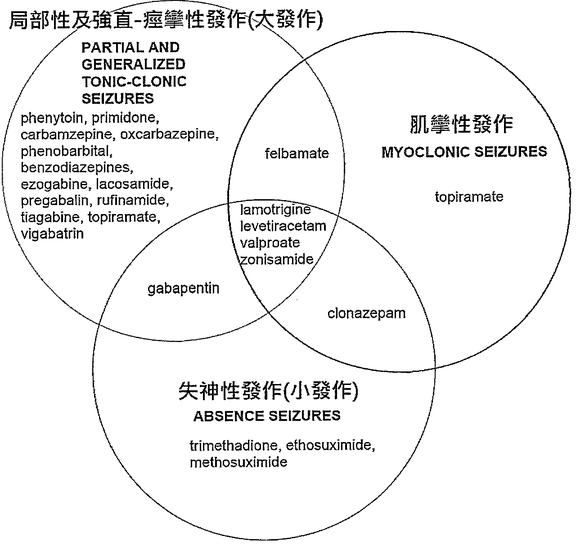 局部性及強直-痙攣性發作(大發作)
PARTIAL AND
GENERALIZED
TONIC-CLONIC
SEIZURES
phenytoin, primidone,
carbamzepine, oxcarbazepine,
phenobarbital,
benzodiazepines,
ezogabine, lacosamide,
pregabalin, rufinamide,
tiagabine, topiramate,
vigabatrin
felbamate
肌攣性發作
MYOCLONIC SEIZURES
topiramate
lamotrigine
levetiracetam
valproate
zonisamide
gabapentin
clonazepam
失神性發作(小發作)
ABSENCE SEIZURES
trimethadione, ethosuximide,
methosuximide